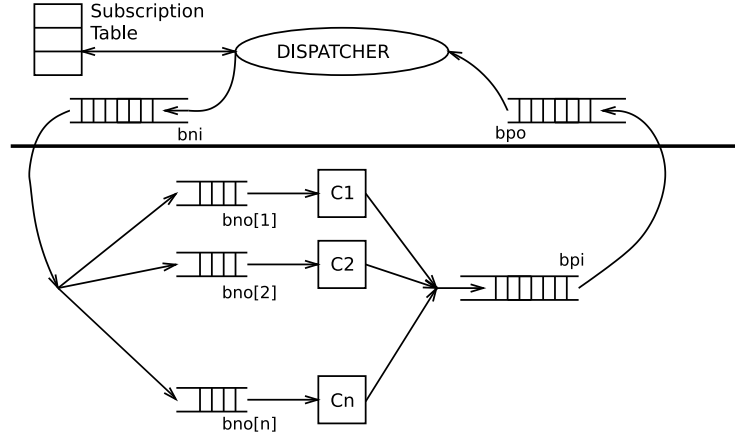 Subscription
Table
DISPATCHER
bni
bpo
C1
bno[1]
C2
bpi
bno[2]
Cn
bno[n]